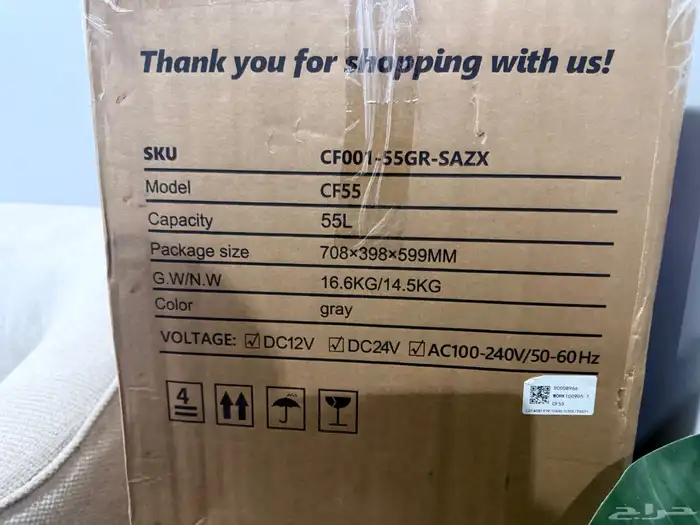 Thank you for shopping with us!
SKU CF001-55GR-SAZX
Model CF55
Capacity 55L
Package size 708×398×599MM
G.W/N.W 16.6KG/14.5KG
Color gray
VOLTAGE: ☑DC12V ☑DC24V ☑AC100-240V/50-60Hz
4
CF55
حراج